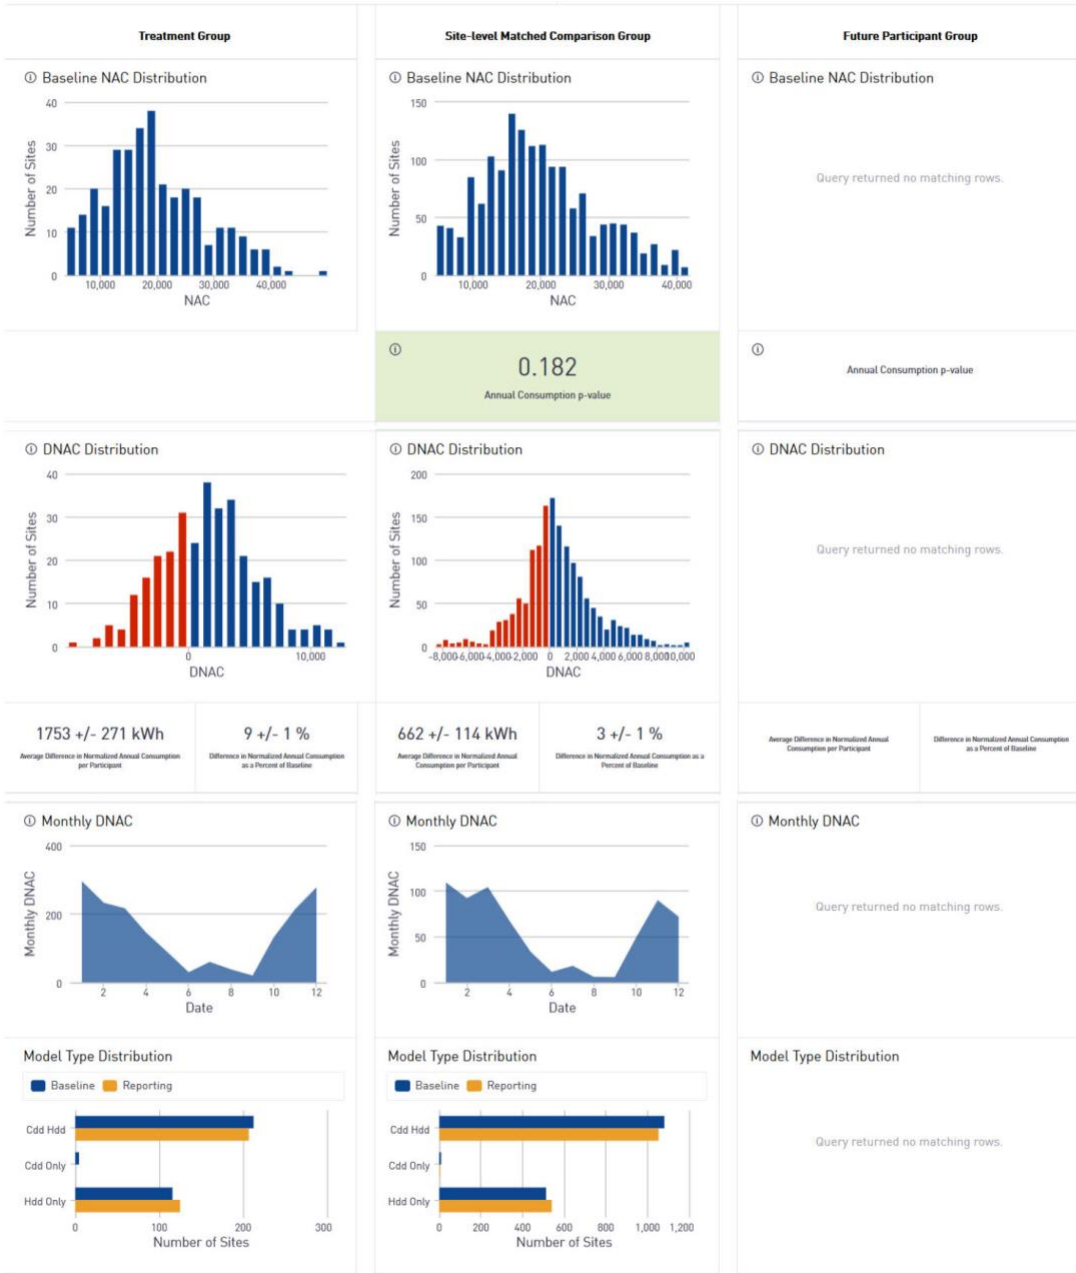 Treatment Group
Site-level Matched Comparison Group
Future Participant Group
Baseline NAC Distribution
40
30
20
10
0
Number of Sites
10,000 20,000 30,000 40,000
NAC
Baseline NAC Distribution
150
100
50
0
Number of Sites
10,000 20,000 30,000 40,000
NAC
Baseline NAC Distribution
Query returned no matching rows.
0.182
Annual Consumption p-value
Annual Consumption p-value
DNAC Distribution
40
30
20
10
0
Number of Sites
0 10,000
DNAC
DNAC Distribution
200
150
100
50
0
Number of Sites
-8,000-6,000-4,000-2,000 0 2,000 4,000 6,000 8,00010,000
DNAC
DNAC Distribution
Query returned no matching rows.
1753 +/- 271 kWh
Average Difference in Normalized Annual Consumption
per Participant
9 +/- 1 %
Difference in Normalized Annual Consumption
as a Percent of Baseline
662 +/- 114 kWh
Average Difference in Normalized Annual
Consumption per Participant
3 +/- 1 %
Difference in Normalized Annual Consumption as a
Percent of Baseline
Average Difference in Normalized Annual
Consumption per Participant
Difference in Normalized Annual Consumption
as a Percent of Baseline
Monthly DNAC
400
200
0
Monthly DNAC
2 4 6 8 10 12
Date
Monthly DNAC
150
100
50
0
Monthly DNAC
2 4 6 8 10 12
Date
Monthly DNAC
Query returned no matching rows.
Model Type Distribution
Baseline Reporting
Cdd Hdd
Cdd Only
Hdd Only
0 100 200 300
Number of Sites
Model Type Distribution
Baseline Reporting
Cdd Hdd
Cdd Only
Hdd Only
0 200 400 600 800 1,000 1,200
Number of Sites
Model Type Distribution
Query returned no matching rows.